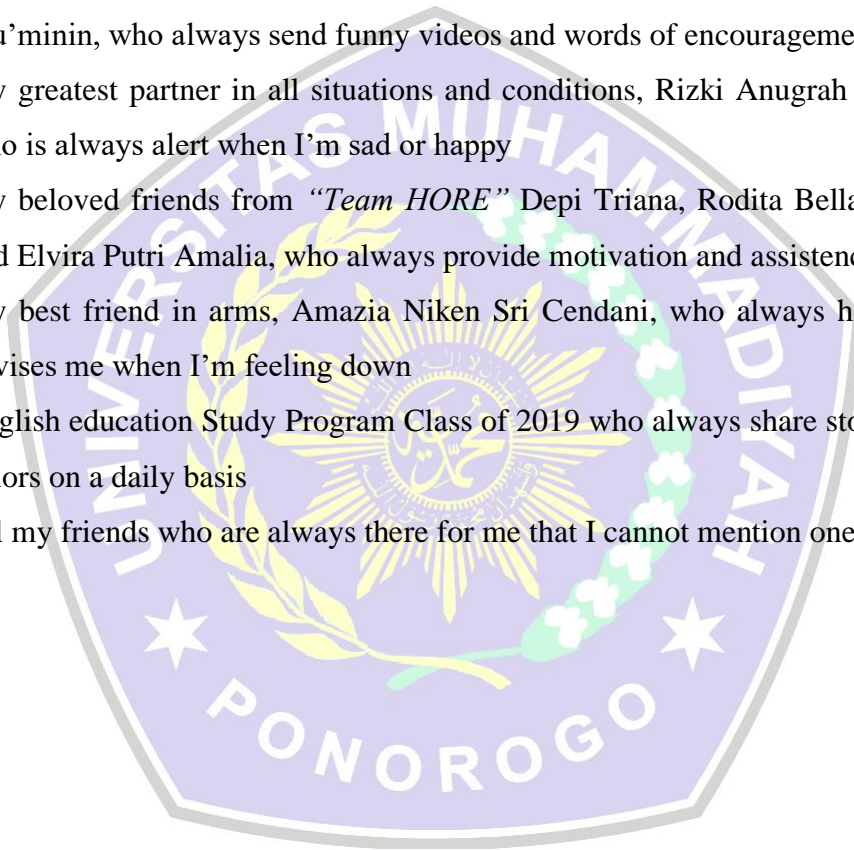 u’minin, who always send funny videos and words of encourageme
y greatest partner in all situations and conditions, Rizki Anugrah
o is always alert when I’m sad or happy
y beloved friends from “Team HORE” Depi Triana, Rodita Bella
d Elvira Putri Amalia, who always provide motivation and assistenc
y best friend in arms, Amazia Niken Sri Cendani, who always h
vises me when I’m feeling down
glish education Study Program Class of 2019 who always share sto
iors on a daily basis
l my friends who are always there for me that I cannot mention one
UNIVERSITAS MUHAMMADIYAH
PONOROGO